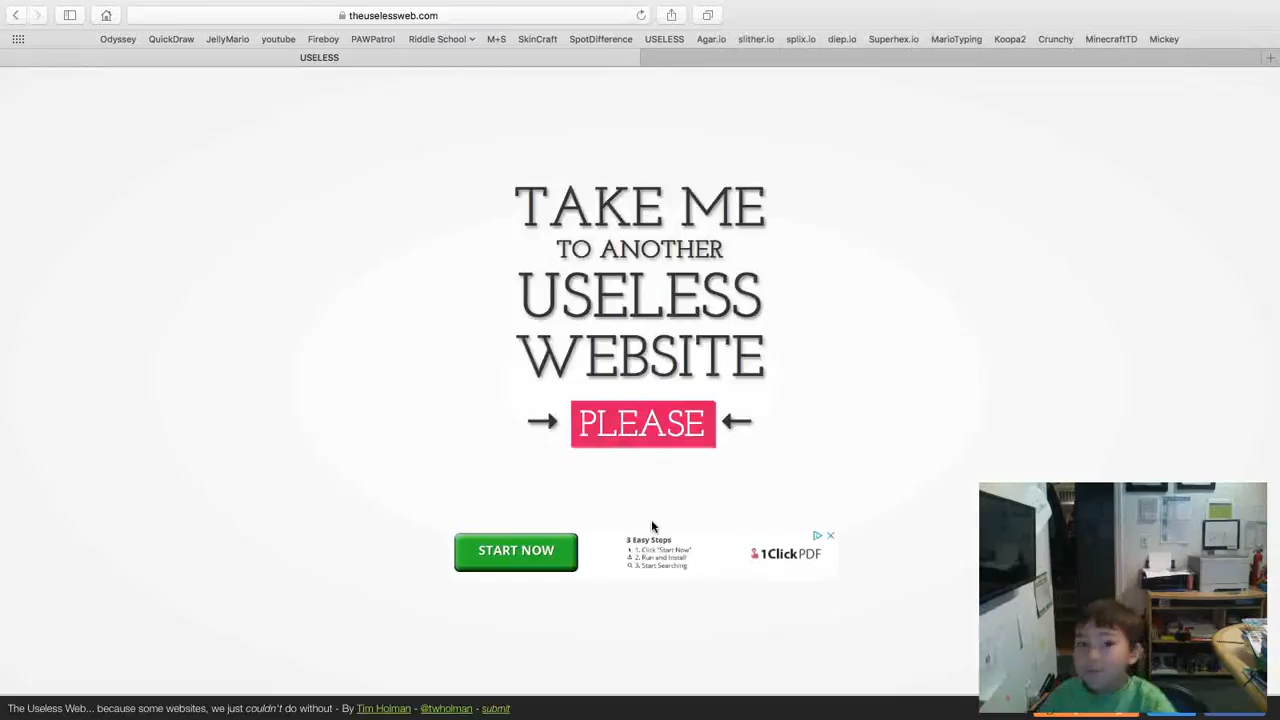 theuselessweb.com
Odyssey QuickDraw JellyMario youtube Fireboy PAWPatrol Riddle School M+S SkinCraft SpotDifference USELESS Agar.io slither.io splix.io diep.io Superhex.io MarioTyping Koopa2 Crunchy MinecraftTD Mickey
USELESS
TAKE ME
TO ANOTHER
USELESS
WEBSITE
PLEASE
START NOW
3 Easy Steps
1. Click "Start Now"
2. Run and Install
3. Start Searching
1ClickPDF
The Useless Web... because some websites, we just couldn't do without - By Tim Holman - @twholman - submit